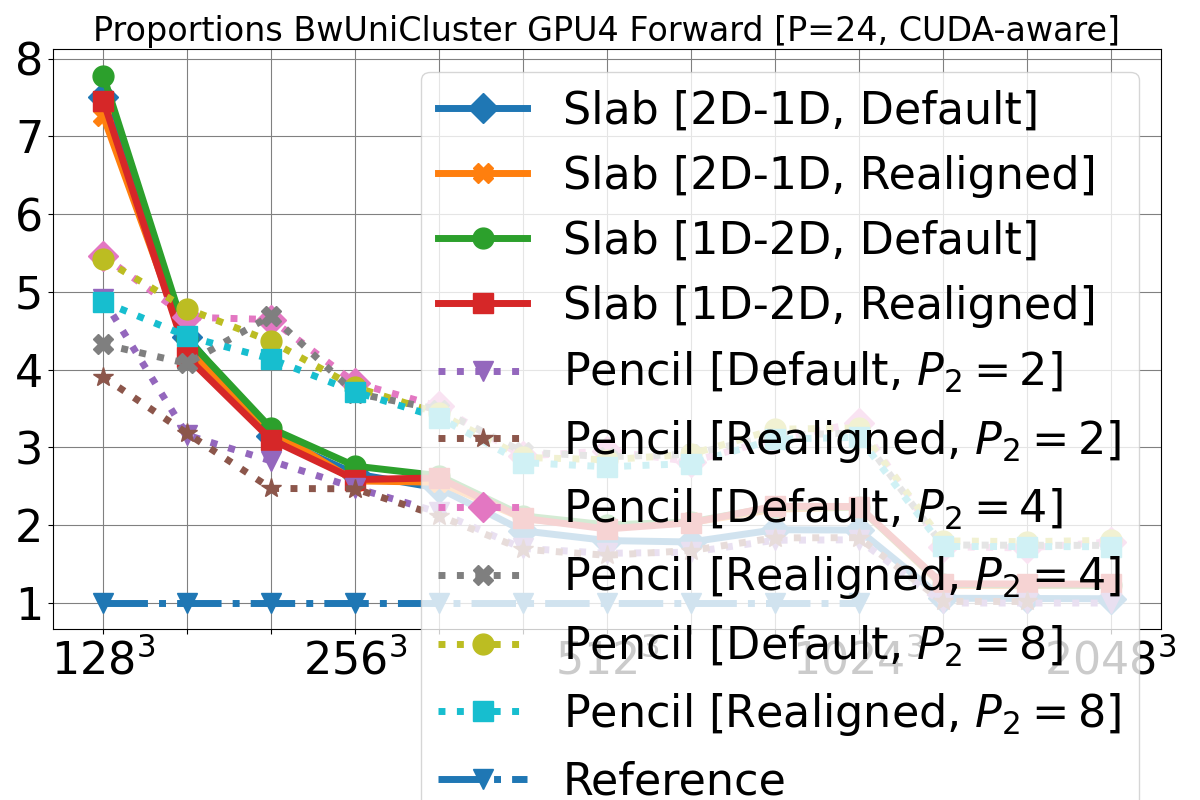 Proportions BwUniCluster GPU4 Forward [P=24, CUDA-aware]
8
7
6
5
4
3
2
1
128³ 256³ 512³ 1024³ 2048³
Slab [2D-1D, Default]
Slab [2D-1D, Realigned]
Slab [1D-2D, Default]
Slab [1D-2D, Realigned]
Pencil [Default, P₂ = 2]
Pencil [Realigned, P₂ = 2]
Pencil [Default, P₂ = 4]
Pencil [Realigned, P₂ = 4]
Pencil [Default, P₂ = 8]
Pencil [Realigned, P₂ = 8]
Reference